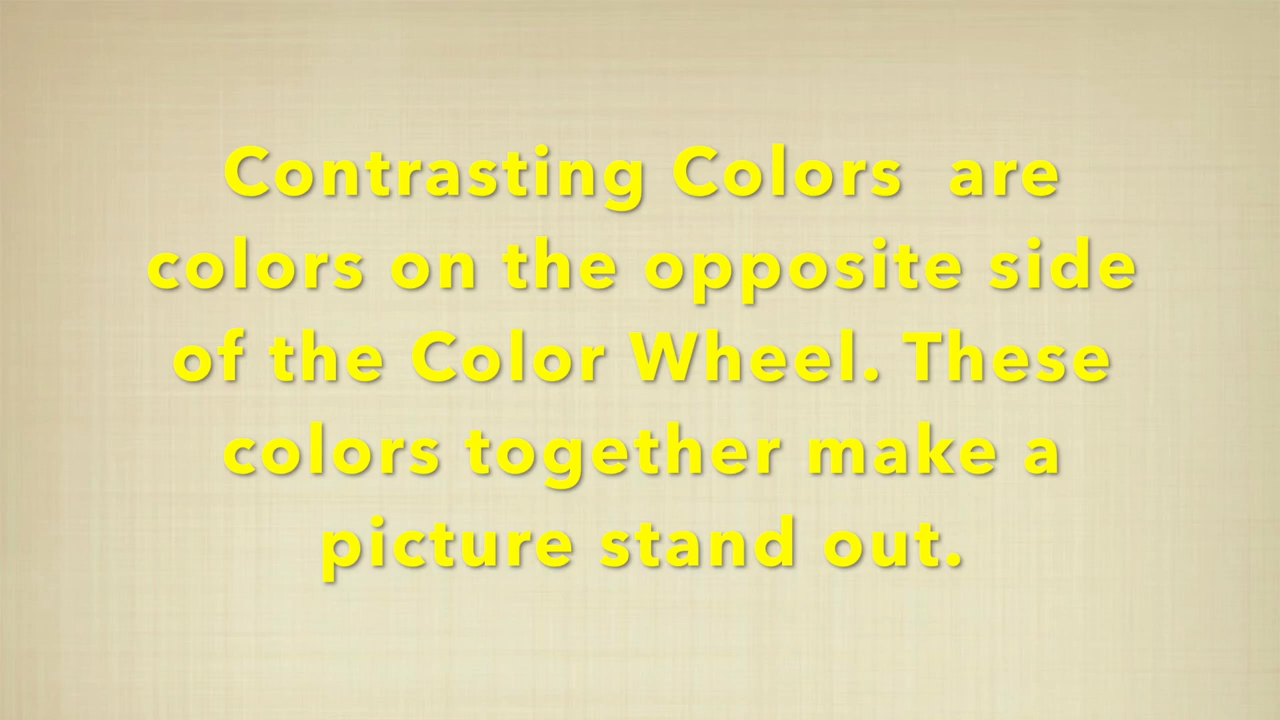 Contrasting Colors  are
colors on the opposite side
of the Color Wheel. These
colors together make a
picture stand out.